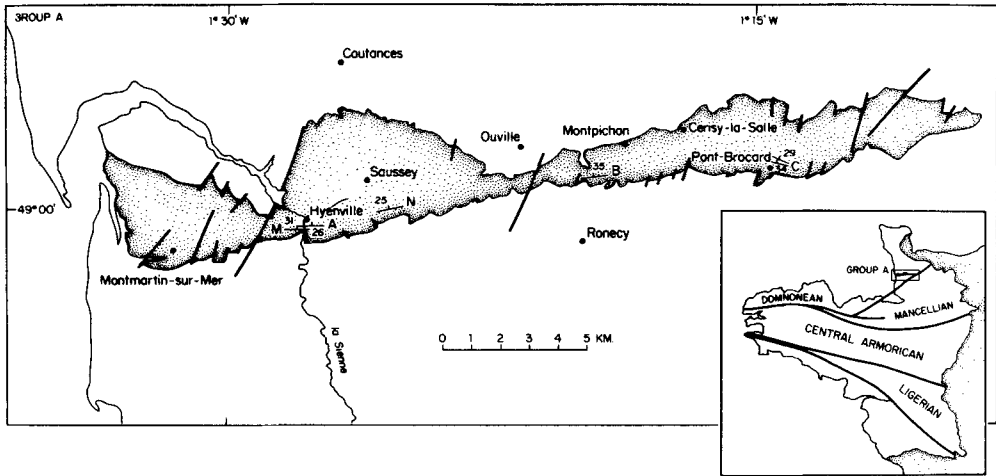 3ROUP A
1° 30' W
1° 15' W
Coutances
Ouville
Montpichon
Cerisy-la-Salle
Pont-Brocard
29
34
C
35
B
Saussey
25
N
49° 00'
Hyenville
31
M
A
26
Ronecy
Montmartin-sur-Mer
la Sienne
0 1 2 3 4 5 KM.
GROUP A
DOMNONEAN
MANCELLIAN
CENTRAL ARMORICAN
LIGERIAN